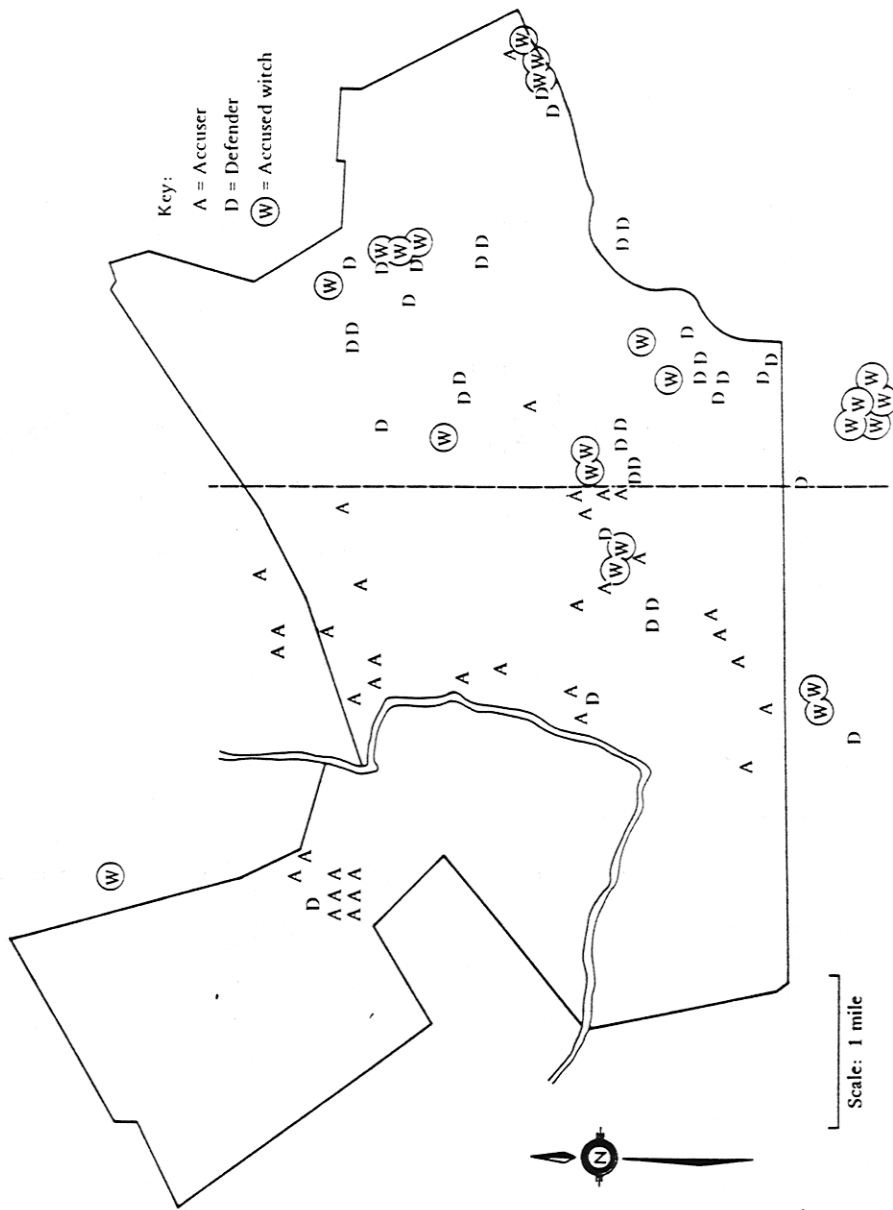 W
Key:
A = Accuser
D = Defender
W = Accused witch
A
A A
A A
D
A W
A A A
A
D
D D
A A A A
A
A A
D D W
W
D
D W
W
A
D D
D D
A
A W
A
W W D
D
A A
A
A A W W
D
N
A A D
W W A D D D D
D D
A W
D D
W
D
D D
A
A D D
A
A
D D
A
D
W W
W W W
D
W W
Scale: 1 mile